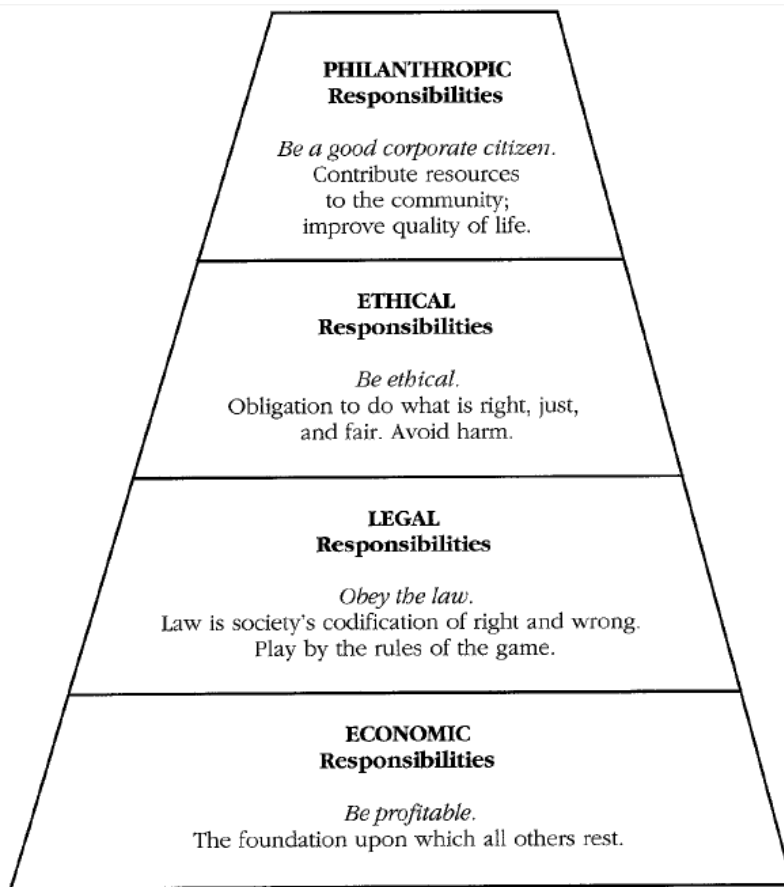 PHILANTHROPIC
Responsibilities
Be a good corporate citizen.
Contribute resources
to the community;
improve quality of life.
ETHICAL
Responsibilities
Be ethical.
Obligation to do what is right, just,
and fair. Avoid harm.
LEGAL
Responsibilities
Obey the law.
Law is society's codification of right and wrong.
Play by the rules of the game.
ECONOMIC
Responsibilities
Be profitable.
The foundation upon which all others rest.